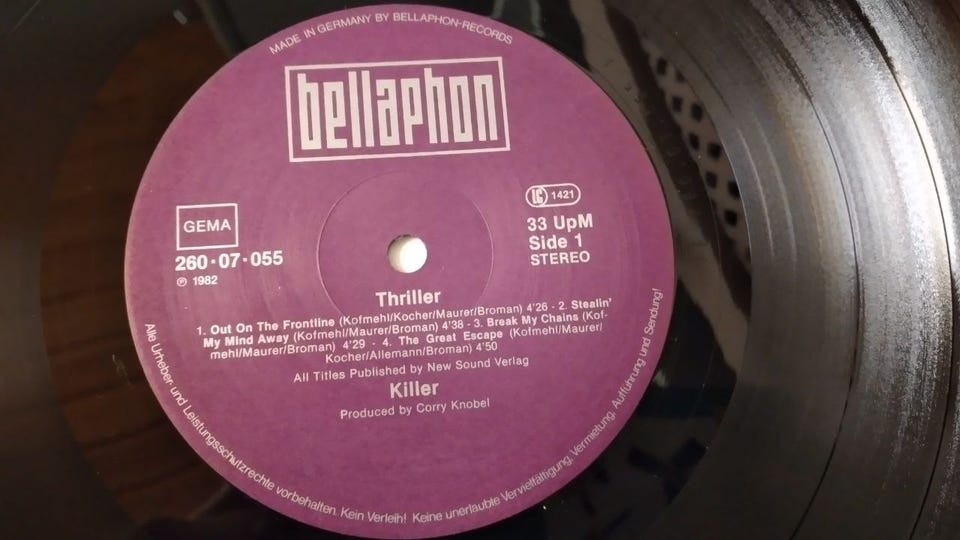 MADE IN GERMANY BY BELLAPHON-RECORDS
bellaphon
GEMA
260·07·055
℗ 1982
LC 1421
33 UpM
Side 1
STEREO
Thriller
1. Out On The Frontline (Kofmehl/Kocher/Maurer/Broman) 4'26 - 2. Stealin'
My Mind Away (Kofmehl/Maurer/Broman) 4'38 - 3. Break My Chains (Kof-
mehl/Maurer/Broman) 4'29 - 4. The Great Escape (Kofmehl/Maurer/
Kocher/Allemann/Broman) 4'50
All Titles Published by New Sound Verlag
Killer
Produced by Corry Knobel
Alle Urheber- und Leistungsschutzrechte vorbehalten. Kein Verleih! Keine unerlaubte Vervielfältigung, Vermietung, Aufführung und Sendung!